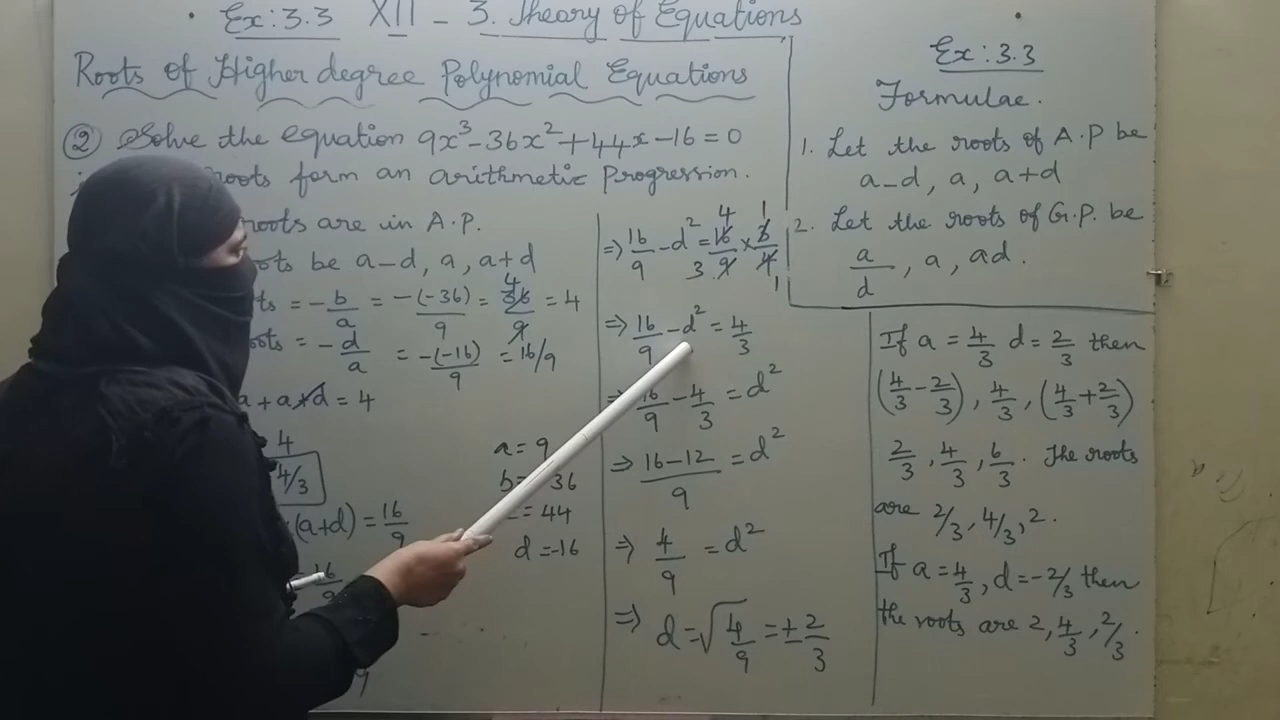 Ex: 3.3 XII - 3. Theory of Equations
Roots of Higher degree Polynomial Equations
② Solve the equation 9x³ - 36x² + 44x - 16 = 0
roots form an arithmetic progression.
roots are in A.P.
be a-d, a, a+d
= -b/a = -(-36)/9 = 36/9 4 = 4
= -d/a = -(-16)/9 = 16/9
a + a+d = 4
4
4/3
(a+d) = 16/9
16/9
a = 9
36
= 44
d = -16
⇒ 16/9 - d² = 16/9 × 3/4 4 1 3 1
⇒ 16/9 - d² = 4/3
16/9 - 4/3 = d²
⇒ 16-12/9 = d²
⇒ 4/9 = d²
⇒ d = √4/9 = ± 2/3
Ex: 3.3
Formulae.
1. Let the roots of A.P be
a-d, a, a+d
2. Let the roots of G.P. be
a/d, a, ad.
If a = 4/3 d = 2/3 then
(4/3 - 2/3), 4/3, (4/3 + 2/3)
2/3, 4/3, 6/3. The roots
are 2/3, 4/3, 2.
If a = 4/3, d = -2/3 then
the roots are 2, 4/3, 2/3.